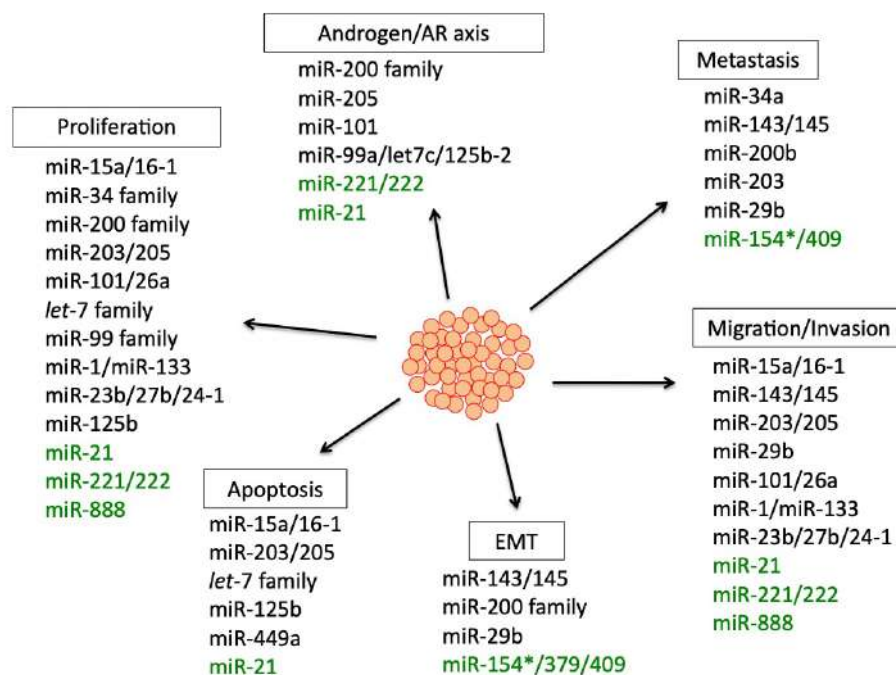 Androgen/AR axis
miR-200 family
miR-205
miR-101
miR-99a/let7c/125b-2
miR-221/222
miR-21
Metastasis
miR-34a
miR-143/145
miR-200b
miR-203
miR-29b
miR-154*/409
Proliferation
miR-15a/16-1
miR-34 family
miR-200 family
miR-203/205
miR-101/26a
let-7 family
miR-99 family
miR-1/miR-133
miR-23b/27b/24-1
miR-125b
miR-21
miR-221/222
miR-888
Migration/Invasion
miR-15a/16-1
miR-143/145
miR-203/205
miR-29b
miR-101/26a
miR-1/miR-133
miR-23b/27b/24-1
miR-21
miR-221/222
miR-888
Apoptosis
miR-15a/16-1
miR-203/205
let-7 family
miR-125b
miR-449a
miR-21
EMT
miR-143/145
miR-200 family
miR-29b
miR-154*/379/409